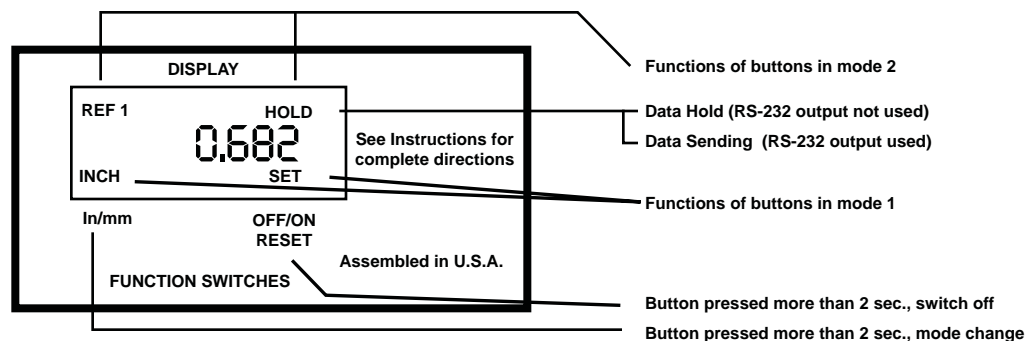 DISPLAY
REF 1
HOLD
0.682
INCH
SET
See Instructions for
complete directions
In/mm
OFF/ON
RESET
Assembled in U.S.A.
FUNCTION SWITCHES
Functions of buttons in mode 2
Data Hold (RS-232 output not used)
Data Sending (RS-232 output used)
Functions of buttons in mode 1
Button pressed more than 2 sec., switch off
Button pressed more than 2 sec., mode change